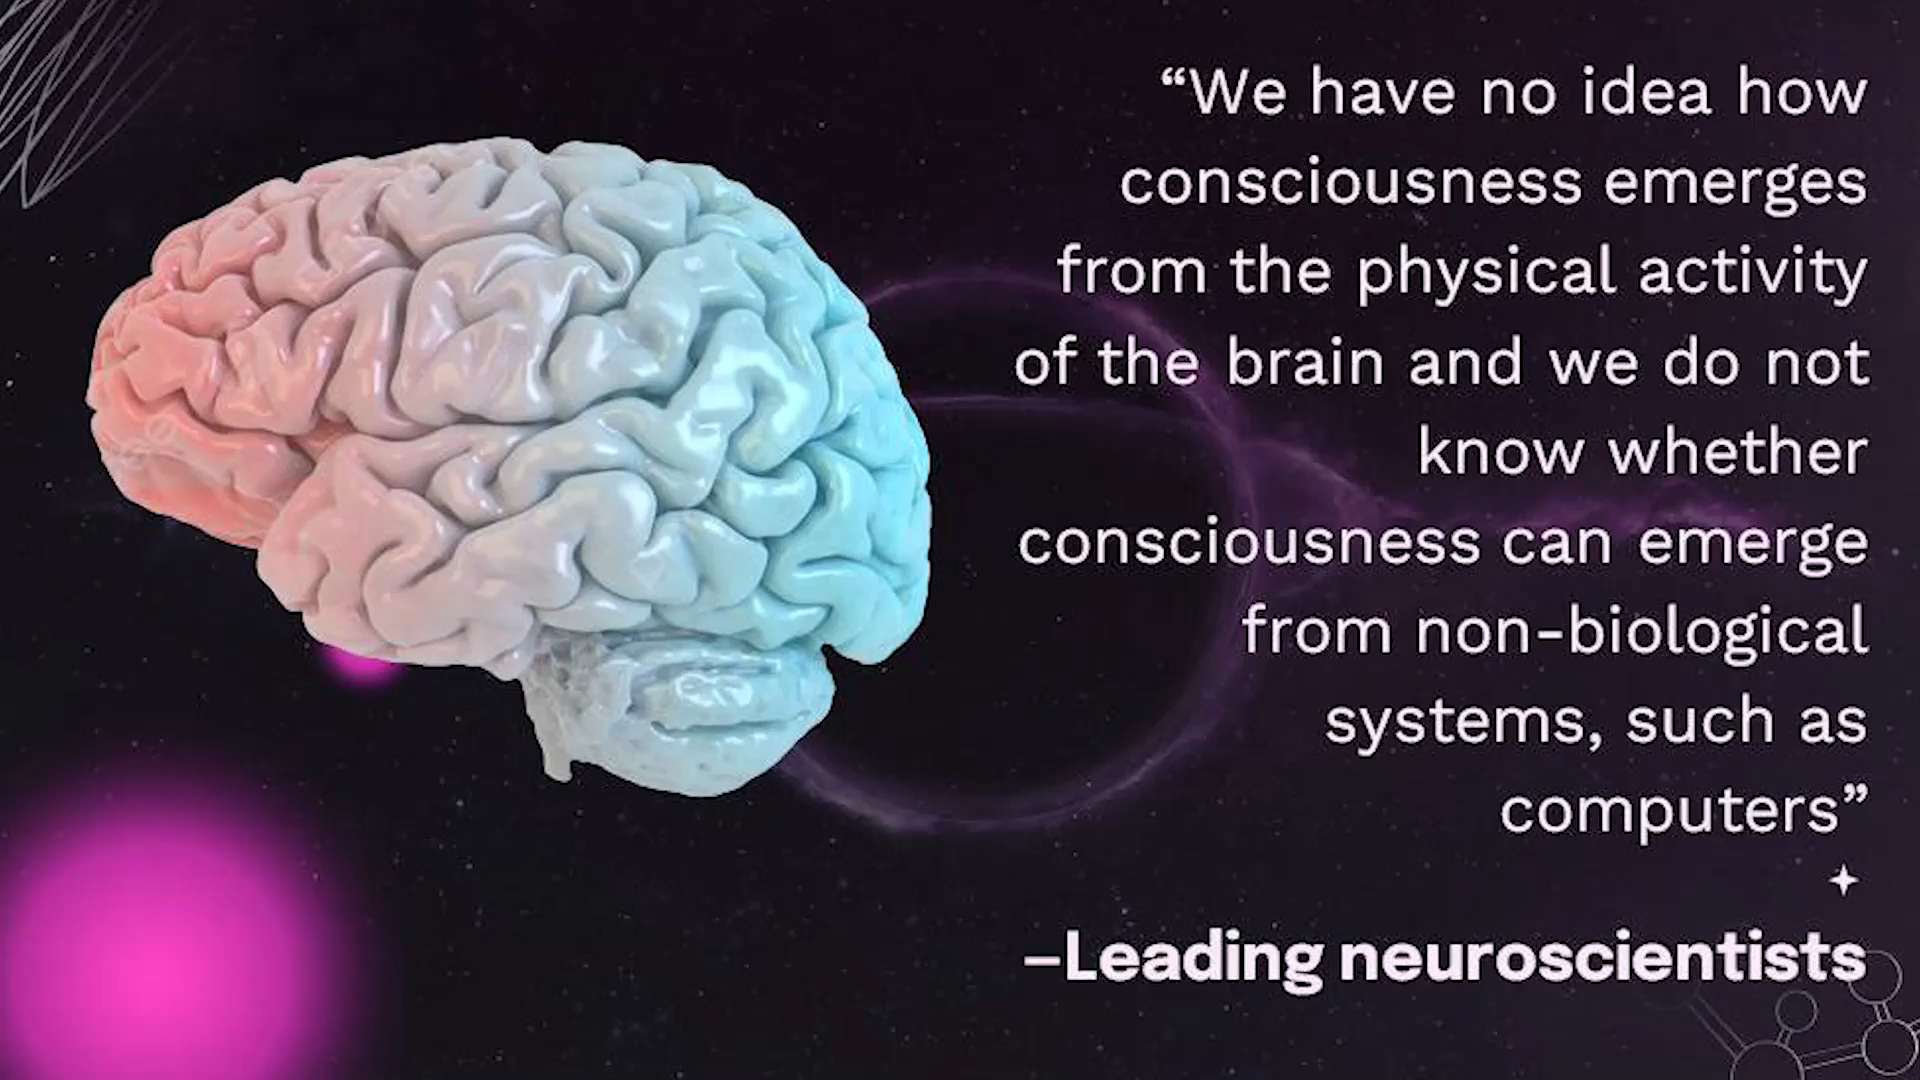 “We have no idea how
consciousness emerges
from the physical activity
of the brain and we do not
know whether
consciousness can emerge
from non-biological
systems, such as
computers”
–Leading neuroscientists